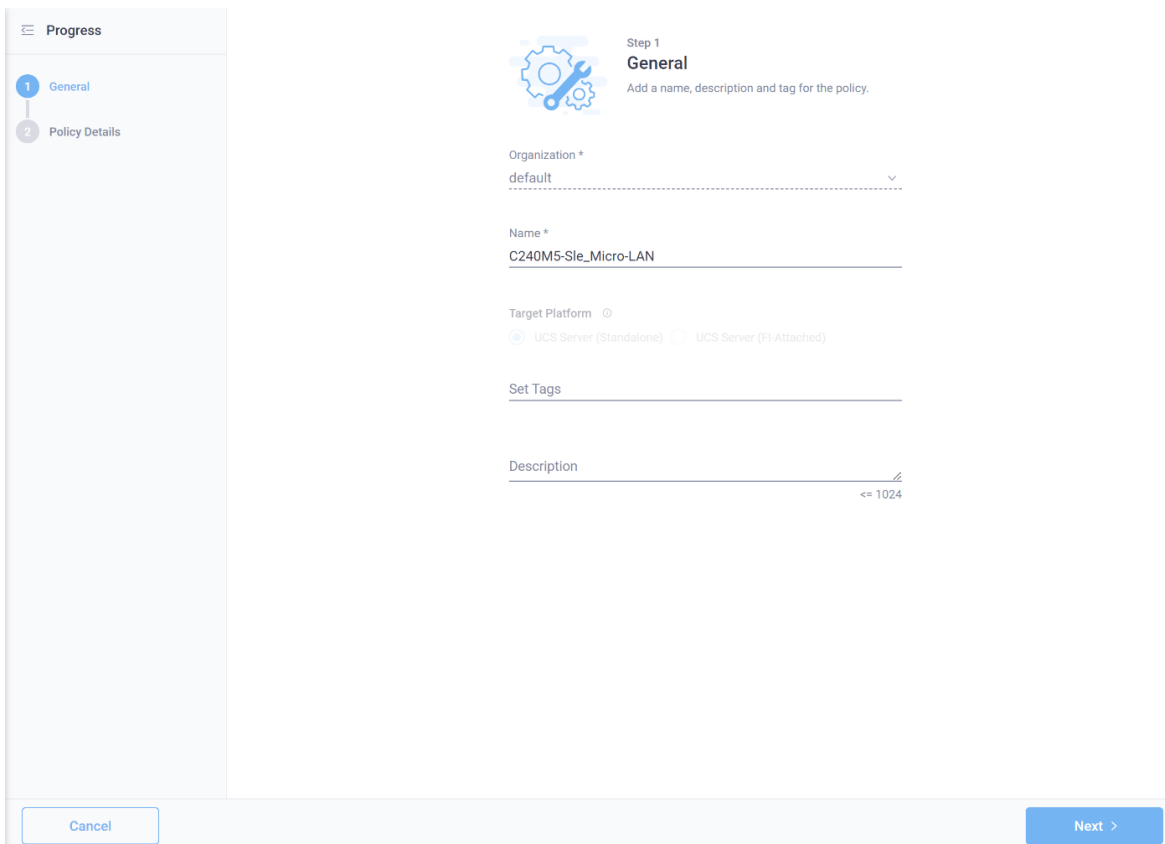 Progress
1 General
2 Policy Details
Step 1
General
Add a name, description and tag for the policy.
Organization *
default
Name *
C240M5-Sle_Micro-LAN
Target Platform
UCS Server (Standalone) UCS Server (FI-Attached)
Set Tags
Description
<= 1024
Cancel
Next >